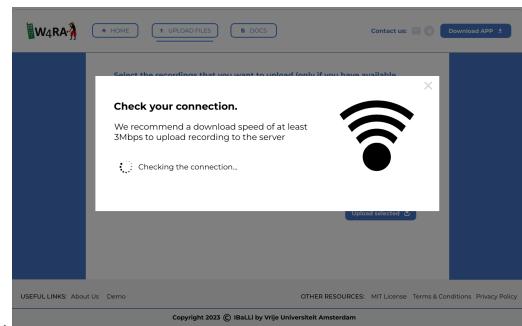 W4RA
HOME UPLOAD FILES DOCS Contact us: Download APP
Select the recordings that you want to upload (only if you have available
Check your connection.
We recommend a download speed of at least
3Mbps to upload recording to the server
Checking the connection...
Upload selected
USEFUL LINKS: About Us Demo OTHER RESOURCES: MIT License Terms & Conditions Privacy Policy
Copyright 2023 © IBaLLi by Vrije Universiteit Amsterdam